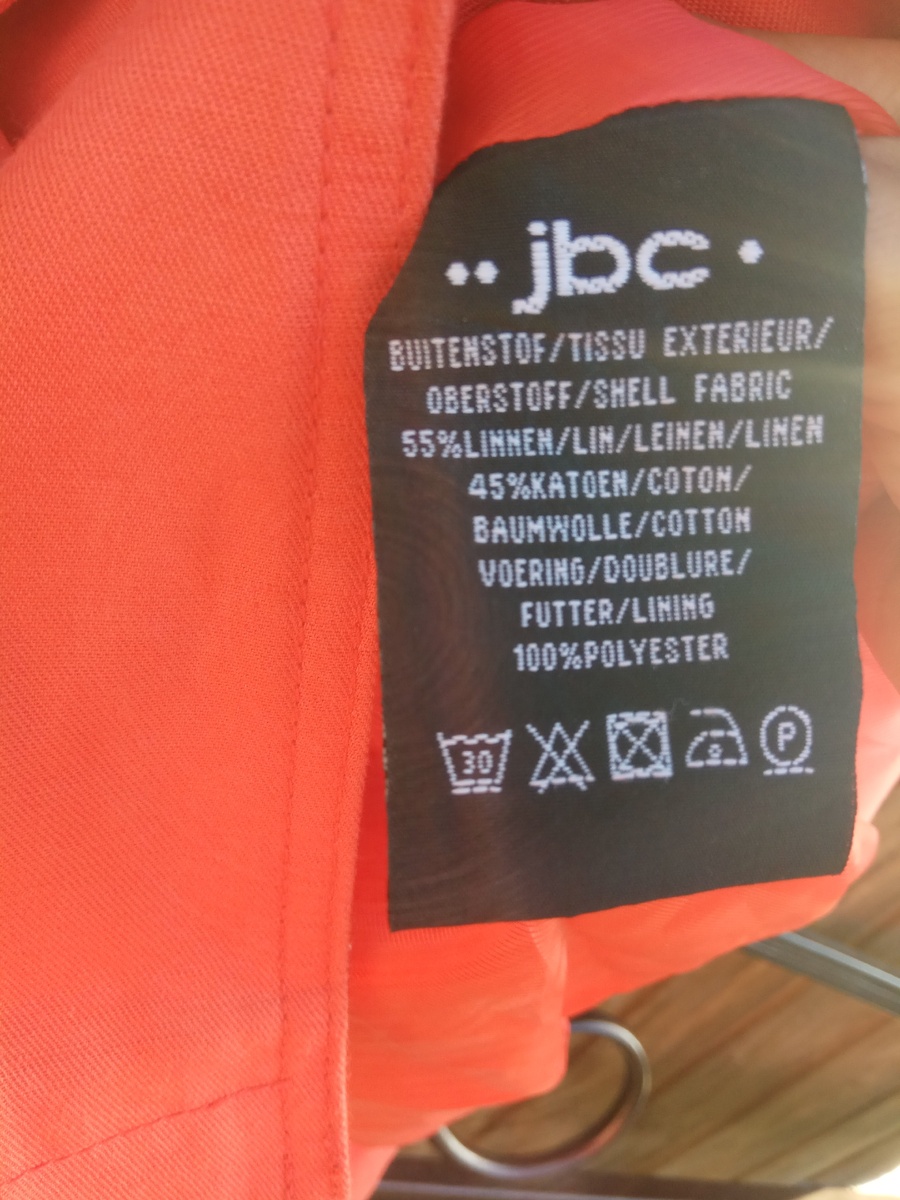 •• jbc •
BUITENSTOF/TISSU EXTERIEUR/
OBERSTOFF/SHELL FABRIC
55%LINNEN/LIN/LEINEN/LINEN
45%KATOEN/COTON/
BAUMWOLLE/COTTON
VOERING/DOUBLURE/
FUTTER/LINING
100%POLYESTER
30 P